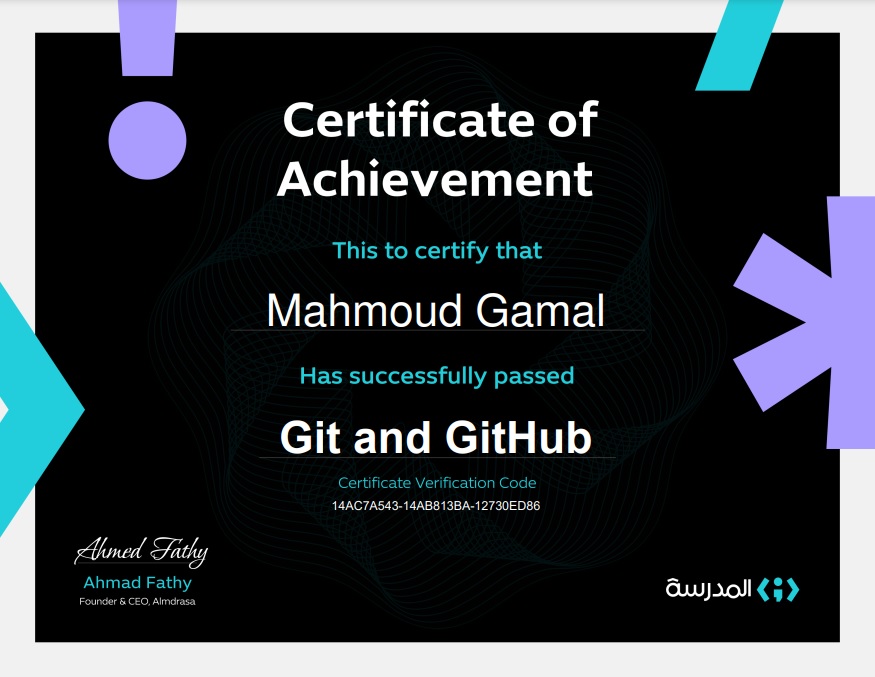 Certificate of
Achievement
This to certify that
Mahmoud Gamal
Has successfully passed
Git and GitHub
Certificate Verification Code
14AC7A543-14AB813BA-12730ED86
Ahmed Fathy
Ahmad Fathy
Founder & CEO, Almdrasa
المدرسة